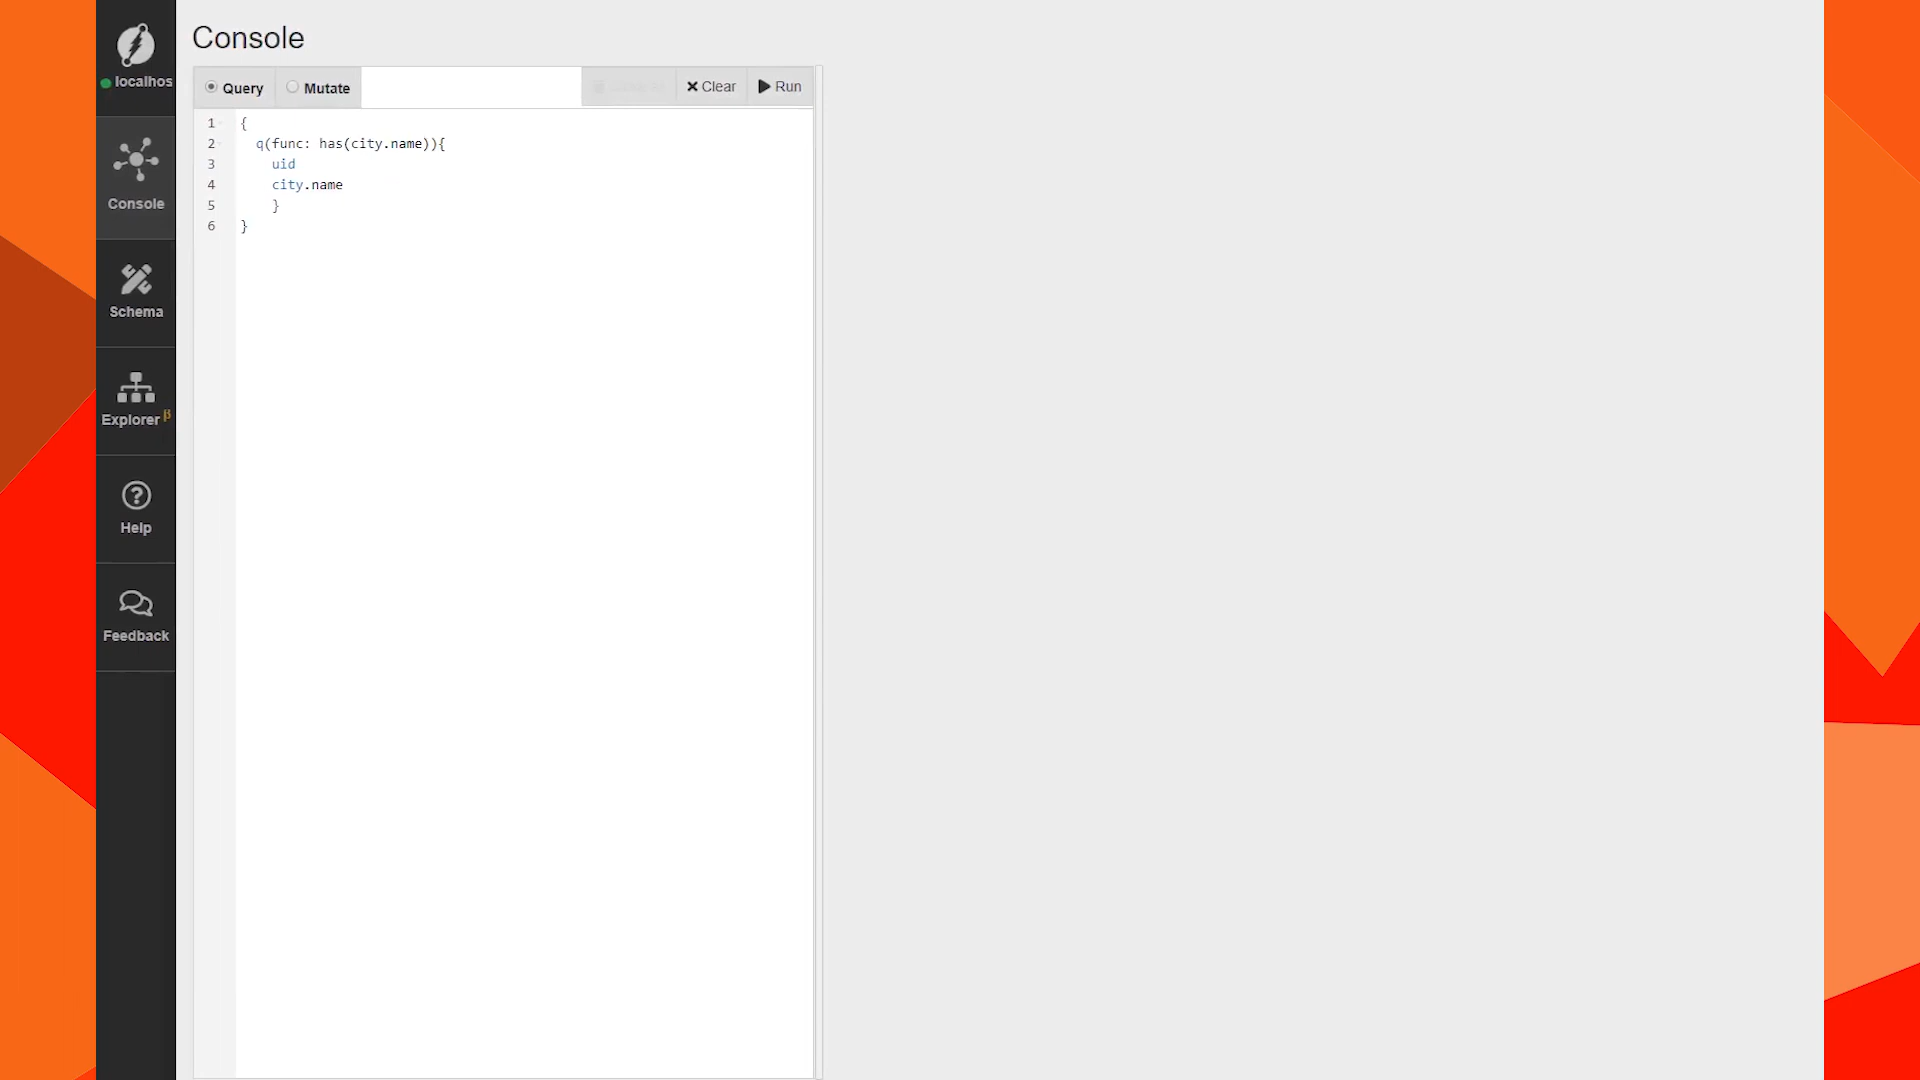 Console
localhos
Query
Mutate
Clear
Run
1 {
2 q(func: has(city.name)){
3 uid
4 city.name
5 }
6 }
Console
Schema
Explorer β
Help
Feedback